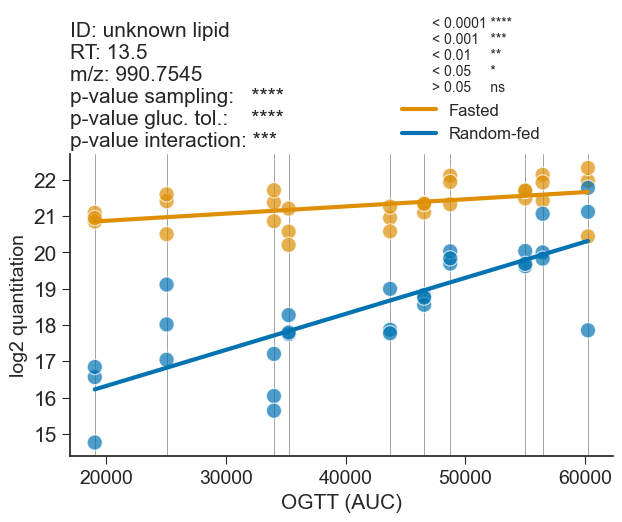 ID: unknown lipid
RT: 13.5
m/z: 990.7545
p-value sampling: ****
p-value gluc. tol.: ****
p-value interaction: ***
< 0.0001 ****
< 0.001 ***
< 0.01 **
< 0.05 *
> 0.05 ns
Fasted
Random-fed
log2 quantitation
22
21
20
19
18
17
16
15
20000 30000 40000 50000 60000
OGTT (AUC)